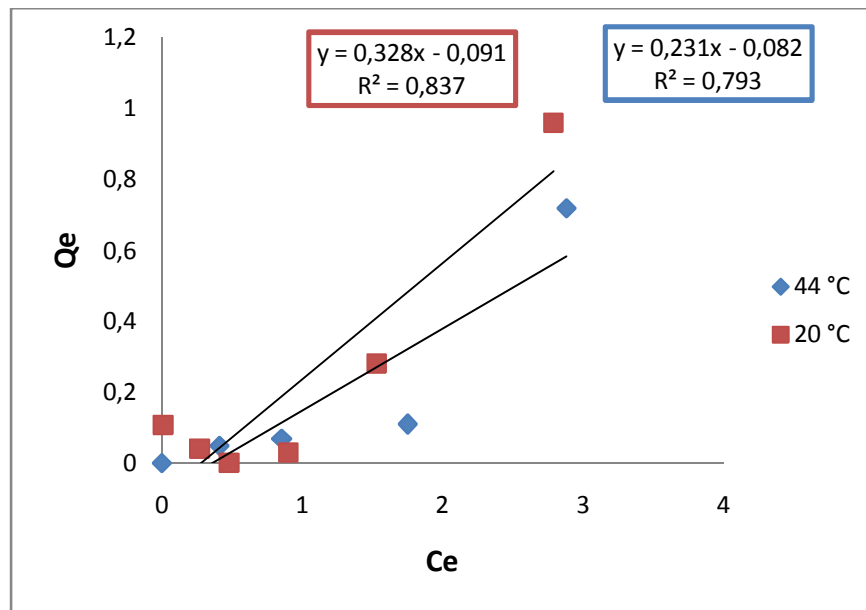 y = 0,328x - 0,091
R² = 0,837
y = 0,231x - 0,082
R² = 0,793
1,2
1
0,8
0,6
0,4
0,2
0
Qe
0 1 2 3 4
Ce
44 °C
20 °C